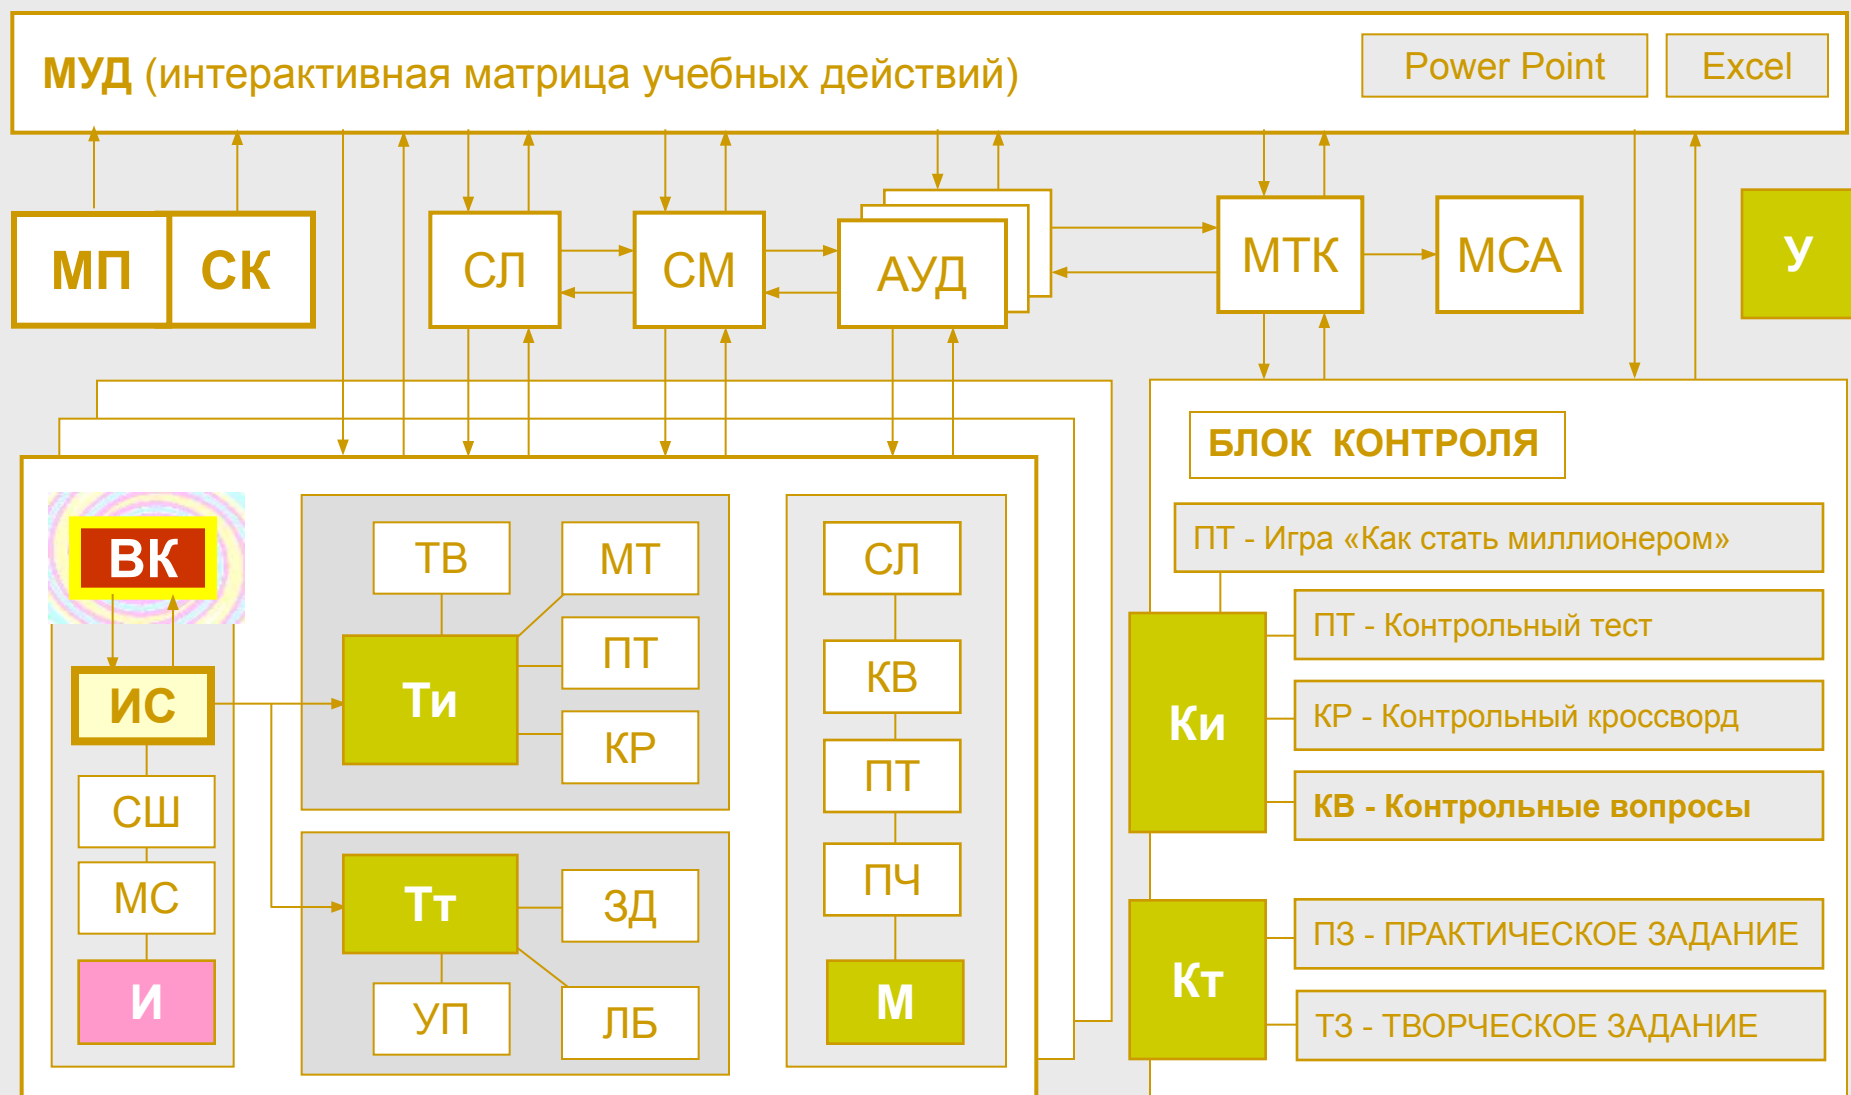 МУД (интерактивная матрица учебных действий)
Power Point
Excel
МП
СК
СЛ
СМ
АУД
МТК
МСА
У
ВК
ИС
СШ
МС
И
ТВ
МТ
ПТ
КР
Ти
Тт
ЗД
УП
ЛБ
СЛ
КВ
ПТ
ПЧ
М
БЛОК КОНТРОЛЯ
ПТ - Игра «Как стать миллионером»
Ки
ПТ - Контрольный тест
КР - Контрольный кроссворд
КВ - Контрольные вопросы
Кт
ПЗ - ПРАКТИЧЕСКОЕ ЗАДАНИЕ
ТЗ - ТВОРЧЕСКОЕ ЗАДАНИЕ